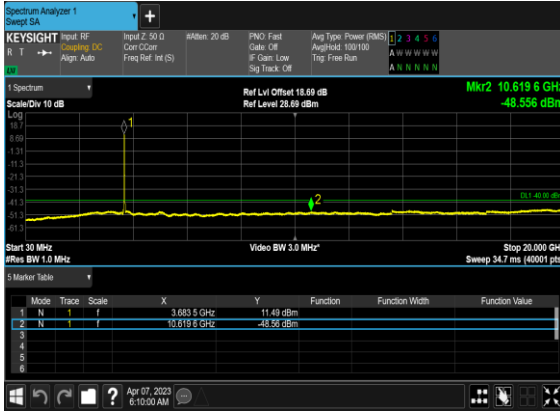 Spectrum Analyzer 1
Swept SA
+
KEYSIGHT
R T
Input: RF
Coupling: DC
Align: Auto
Input Z: 50 Ω
Corr CCorr
Freq Ref: Int (S)
#Atten: 20 dB
PNO: Fast
Gate: Off
IF Gain: Low
Sig Track: Off
Avg Type: Power (RMS)
Avg|Hold: 100/100
Trig: Free Run
1 2 3 4 5 6
A W W W W W
A N N N N N
1 Spectrum
Scale/Div 10 dB
Ref Lvl Offset 18.69 dB
Ref Level 28.69 dBm
Mkr2 10.619 6 GHz
-48.556 dBm
Log
18.7
8.69
-1.31
-11.3
-21.3
-31.3
-41.3
-51.3
-61.3
1
2
DL1 -40.00 dBm
Start 30 MHz
#Res BW 1.0 MHz
Video BW 3.0 MHz*
Stop 20.000 GH
Sweep 34.7 ms (40001 pts
5 Marker Table
Mode Trace Scale X Y Function Function Width Function Value
1 N 1 f 3.683 5 GHz 11.49 dBm
2 N 1 f 10.619 6 GHz -48.56 dBm
3
4
5
6
?
Apr 07, 2023
6:10:00 AM